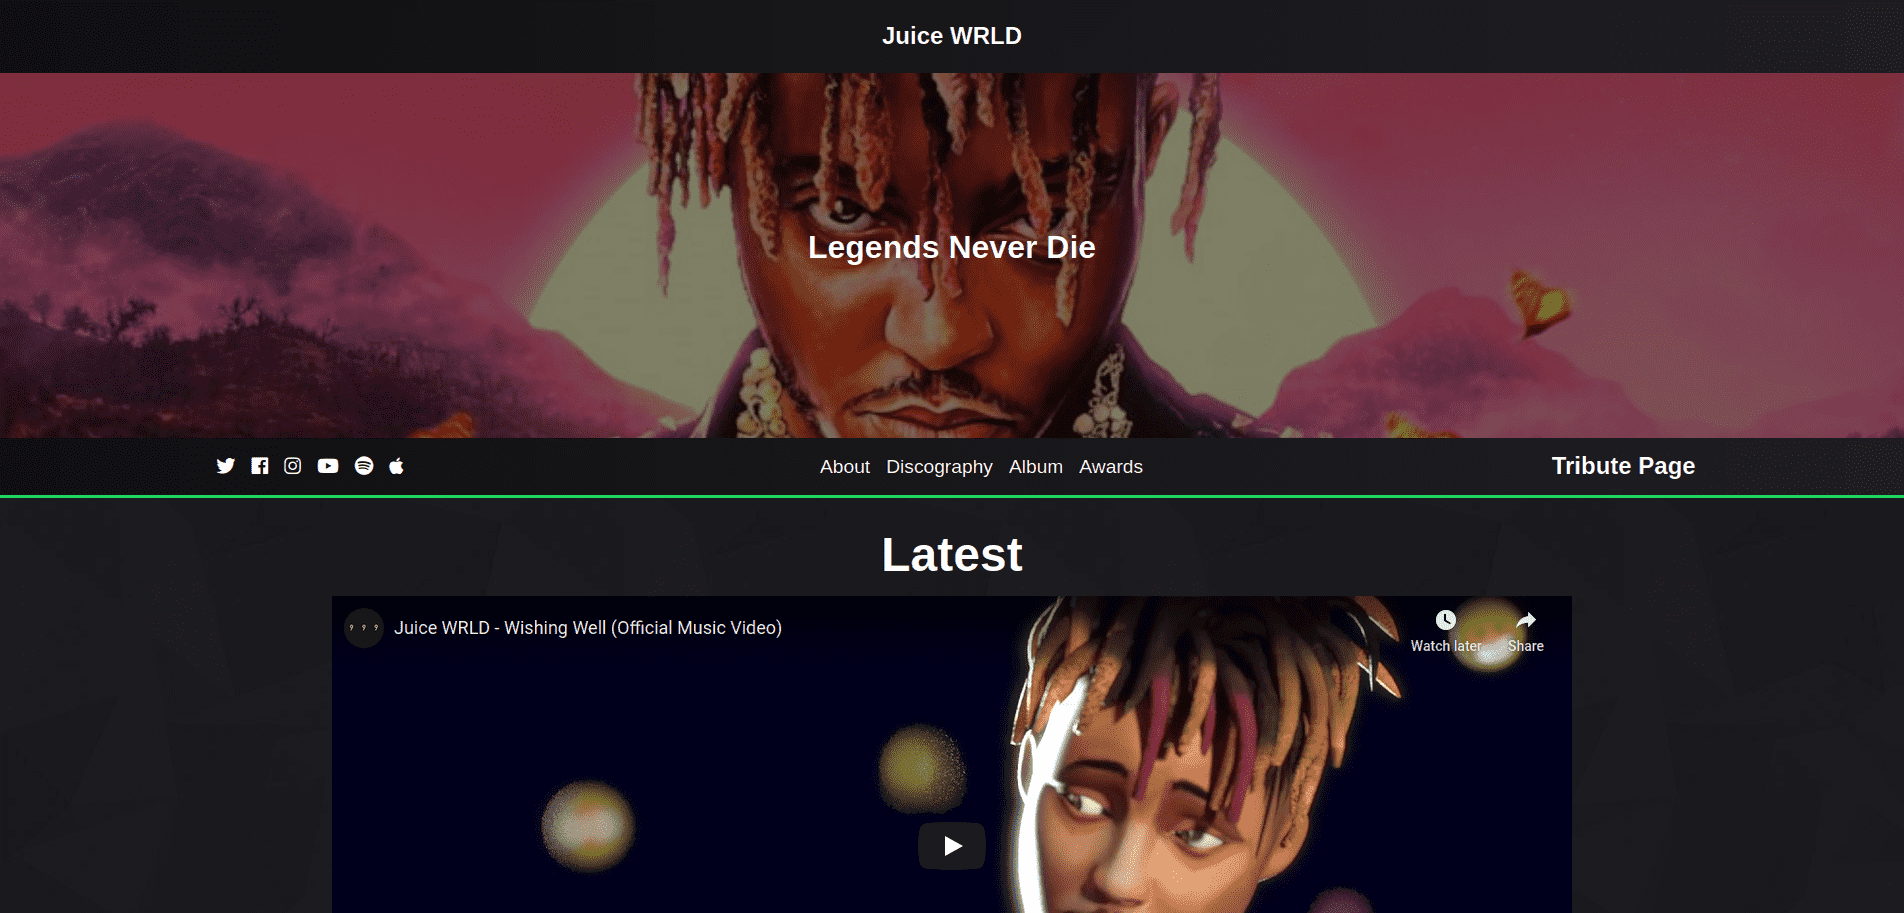 Juice WRLD
Legends Never Die
About Discography Album Awards
Tribute Page
Latest
Juice WRLD - Wishing Well (Official Music Video)
Watch later
Share